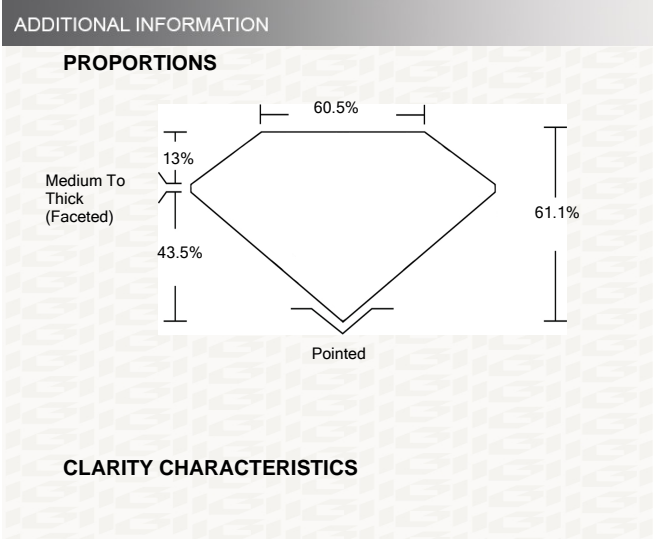 ADDITIONAL INFORMATION
PROPORTIONS
60.5%
13%
Medium To
Thick
(Faceted)
61.1%
43.5%
Pointed
CLARITY CHARACTERISTICS